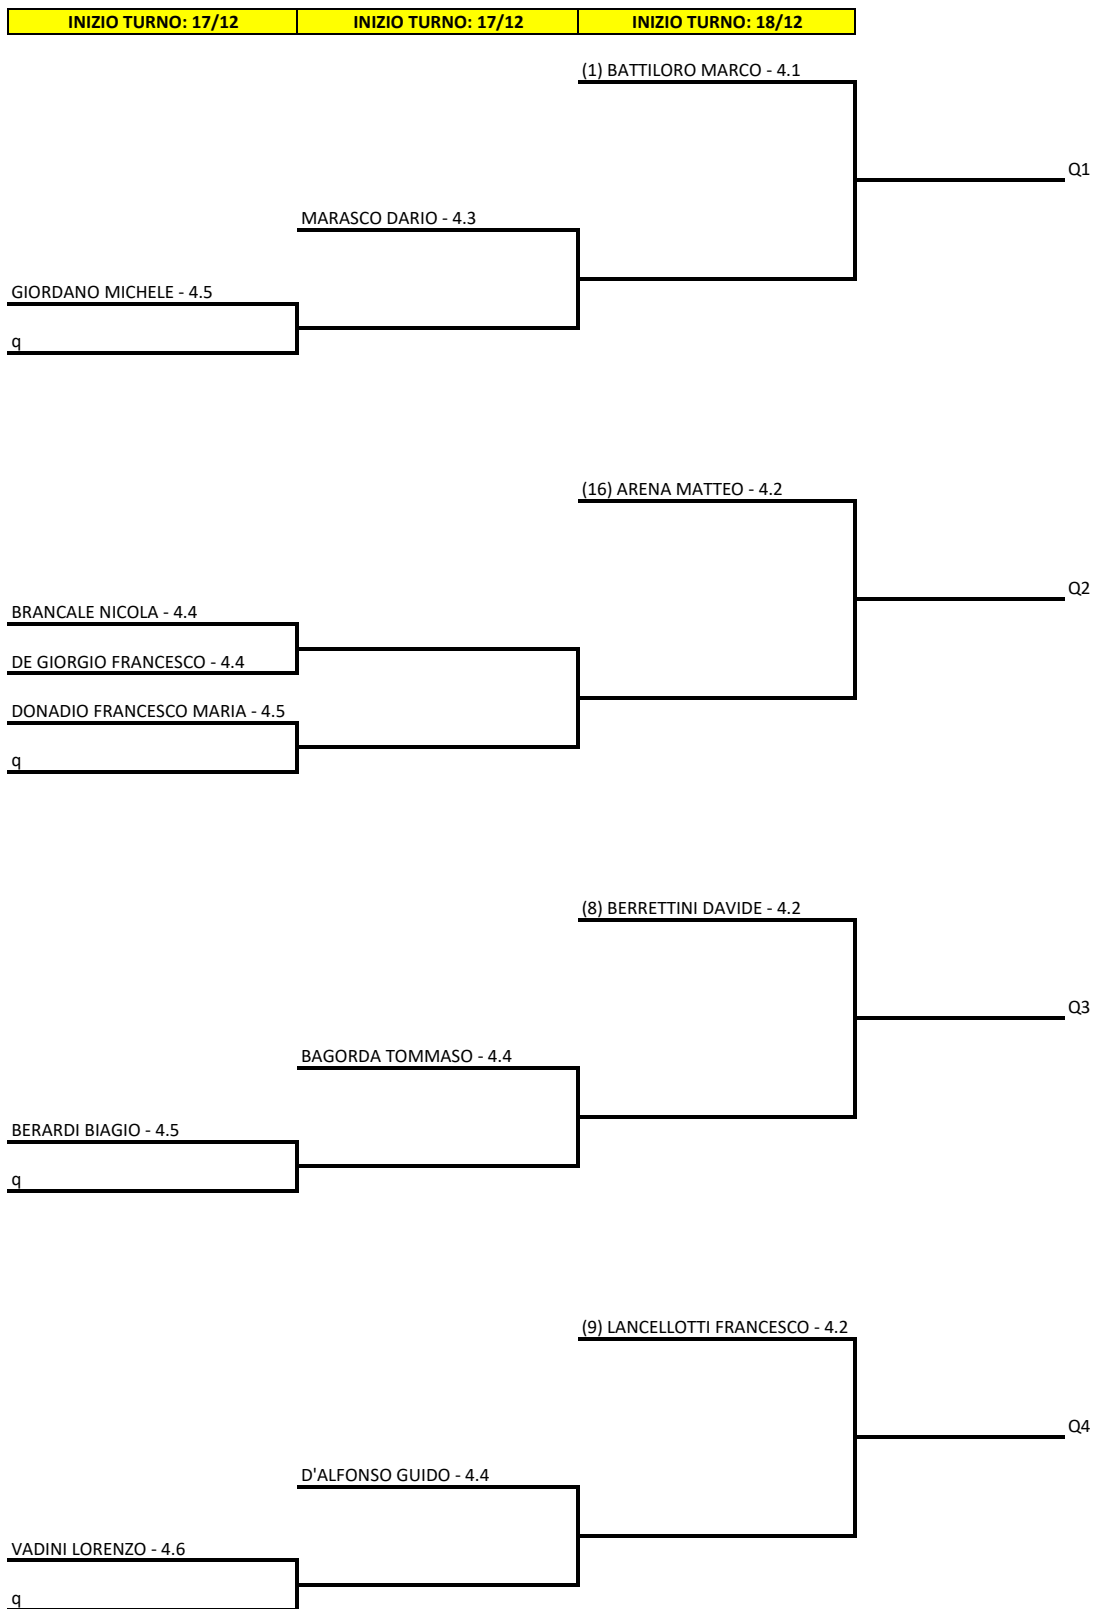 INIZIO TURNO: 17/12 INIZIO TURNO: 17/12 INIZIO TURNO: 18/12
(1) BATTILORO MARCO - 4.1
Q1
MARASCO DARIO - 4.3
GIORDANO MICHELE - 4.5
q
(16) ARENA MATTEO - 4.2
Q2
BRANCALE NICOLA - 4.4
DE GIORGIO FRANCESCO - 4.4
DONADIO FRANCESCO MARIA - 4.5
q
(8) BERRETTINI DAVIDE - 4.2
Q3
BAGORDA TOMMASO - 4.4
BERARDI BIAGIO - 4.5
q
(9) LANCELLOTTI FRANCESCO - 4.2
Q4
D'ALFONSO GUIDO - 4.4
VADINI LORENZO - 4.6
q